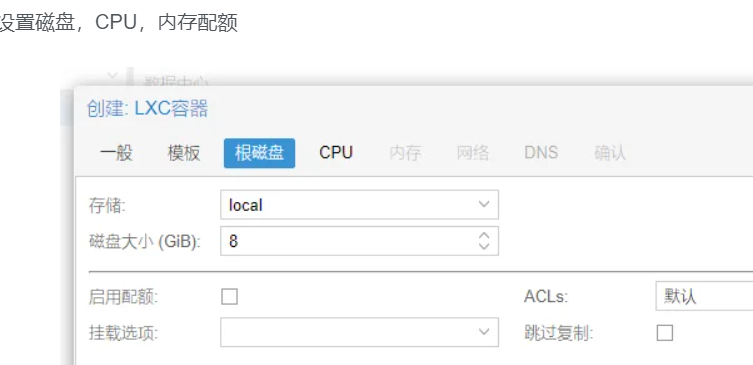 设置磁盘，CPU，内存配额
数据中心
创建: LXC容器
一般 模板 根磁盘 CPU 内存 网络 DNS 确认
存储: local
磁盘大小 (GiB): 8
启用配额: ACLs: 默认
挂载选项: 跳过复制: